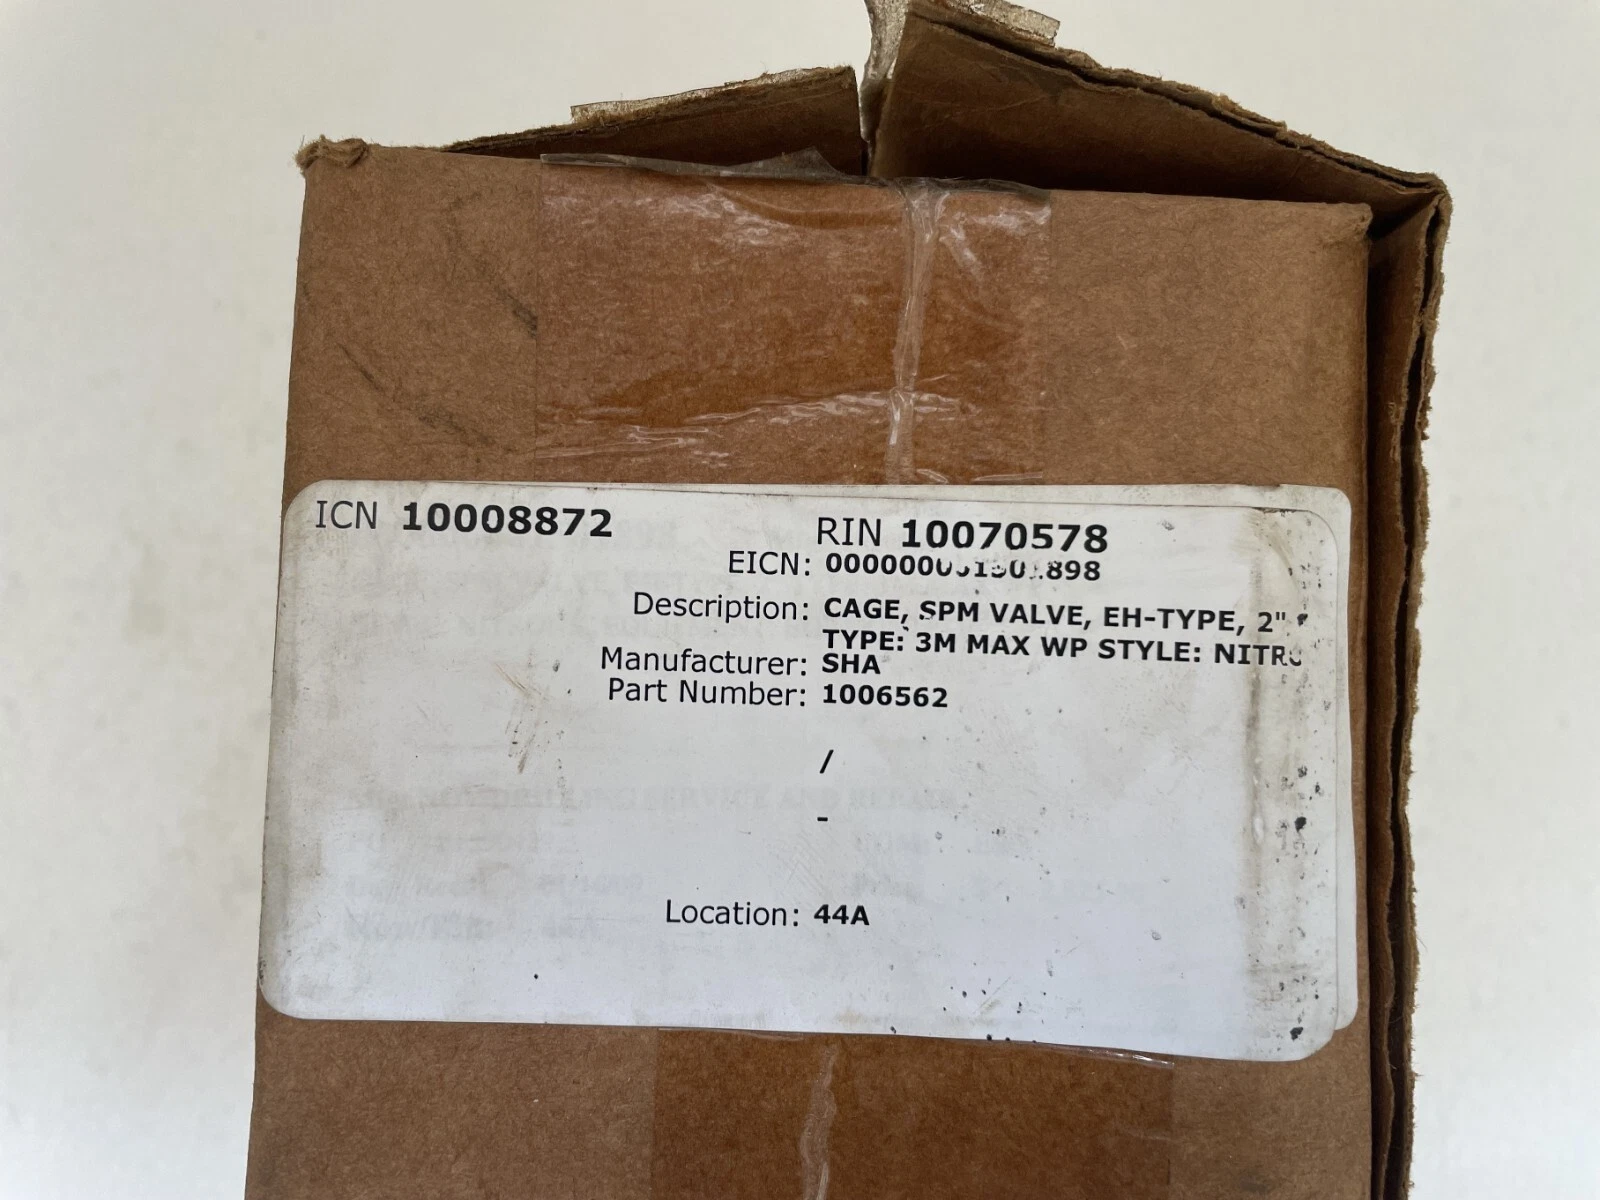 ICN 10008872
RIN 10070578
EICN:
Description: CAGE, SPM VALVE, EH-TYPE, 2"
TYPE: 3M MAX WP STYLE:
Manufacturer: SHA
Part Number: 1006562
/
-
Location: 44A